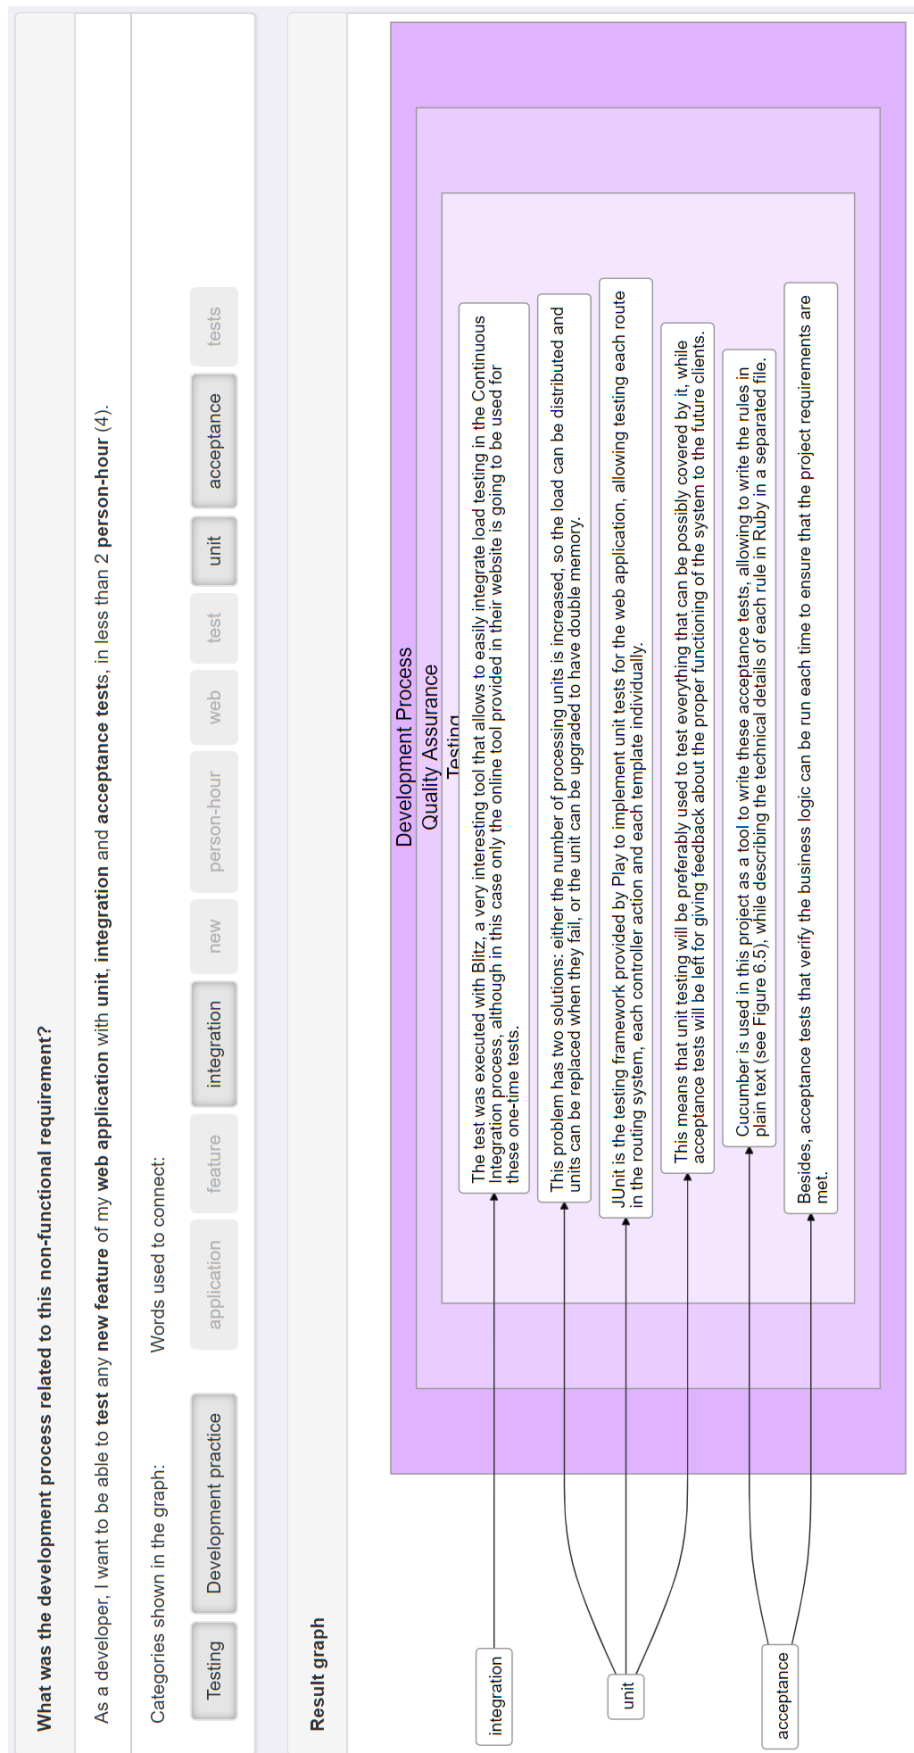 What was the development process related to this non-functional requirement?
As a developer, I want to be able to test any new feature of my web application with unit, integration and acceptance tests, in less than 2 person-hour (4).
Categories shown in the graph:
Words used to connect:
Testing
Development practice
application
feature
integration
new
person-hour
web
test
unit
acceptance
tests
Result graph
Development Process
Quality Assurance
Testing
integration
The test was executed with Blitz, a very interesting tool that allows to easily integrate load testing in the Continuous
Integration process, although in this case only the online tool provided in their website is going to be used for
these one-time tests.
unit
This problem has two solutions: either the number of processing units is increased, so the load can be distributed and
units can be replaced when they fail, or the unit can be upgraded to have double memory.
JUnit is the testing framework provided by Play to implement unit tests for the web application, allowing testing each route
in the routing system, each controller action and each template individually.
This means that unit testing will be preferably used to test everything that can be possibly covered by it, while
acceptance tests will be left for giving feedback about the proper functioning of the system to the future clients.
acceptance
Cucumber is used in this project as a tool to write these acceptance tests, allowing to write the rules in
plain text (see Figure 6.5), while describing the technical details of each rule in Ruby in a separated file.
Besides, acceptance tests that verify the business logic can be run each time to ensure that the project requirements are
met.